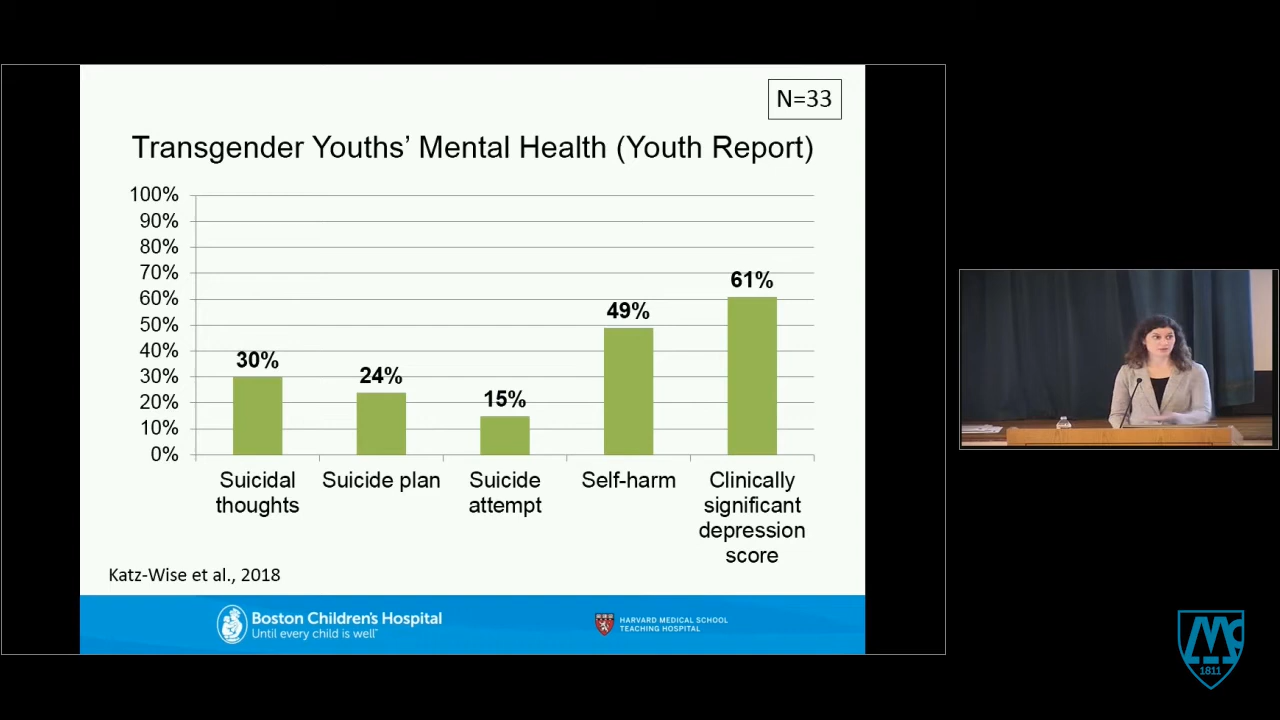 N=33
Transgender Youths’ Mental Health (Youth Report)
100%
90%
80%
70%
60%
50%
40%
30%
20%
10%
0%
30%
24%
15%
49%
61%
Suicidal
thoughts
Suicide plan
Suicide
attempt
Self-harm
Clinically
significant
depression
score
Katz-Wise et al., 2018
Boston Children's Hospital
Until every child is well™
HARVARD MEDICAL SCHOOL
TEACHING HOSPITAL
Mc
1811